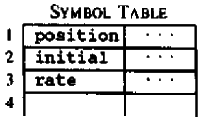 SYMBOL TABLE
1 position ...
2 initial ...
3 rate ...
4